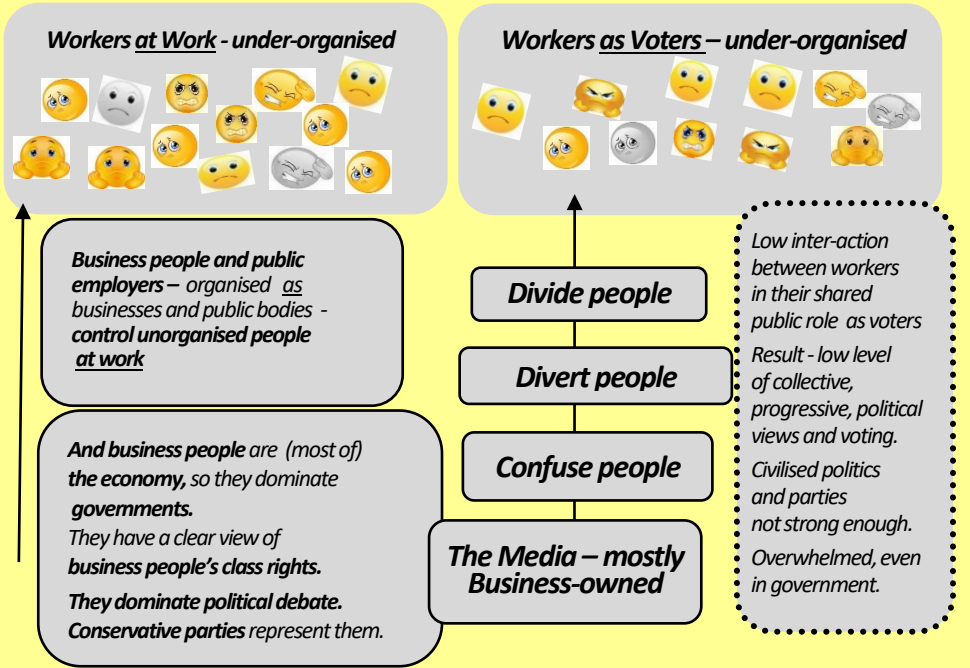 Workers at Work - under-organised
Workers as Voters – under-organised
Business people and public
employers – organised as
businesses and public bodies -
control unorganised people
at work
And business people are (most of)
the economy, so they dominate
governments.
They have a clear view of
business people's class rights.
They dominate political debate.
Conservative parties represent them.
Divide people
Divert people
Confuse people
The Media – mostly
Business-owned
Low inter-action
between workers
in their shared
public role as voters
Result - low level
of collective,
progressive, political
views and voting.
Civilised politics
and parties
not strong enough.
Overwhelmed, even
in government.